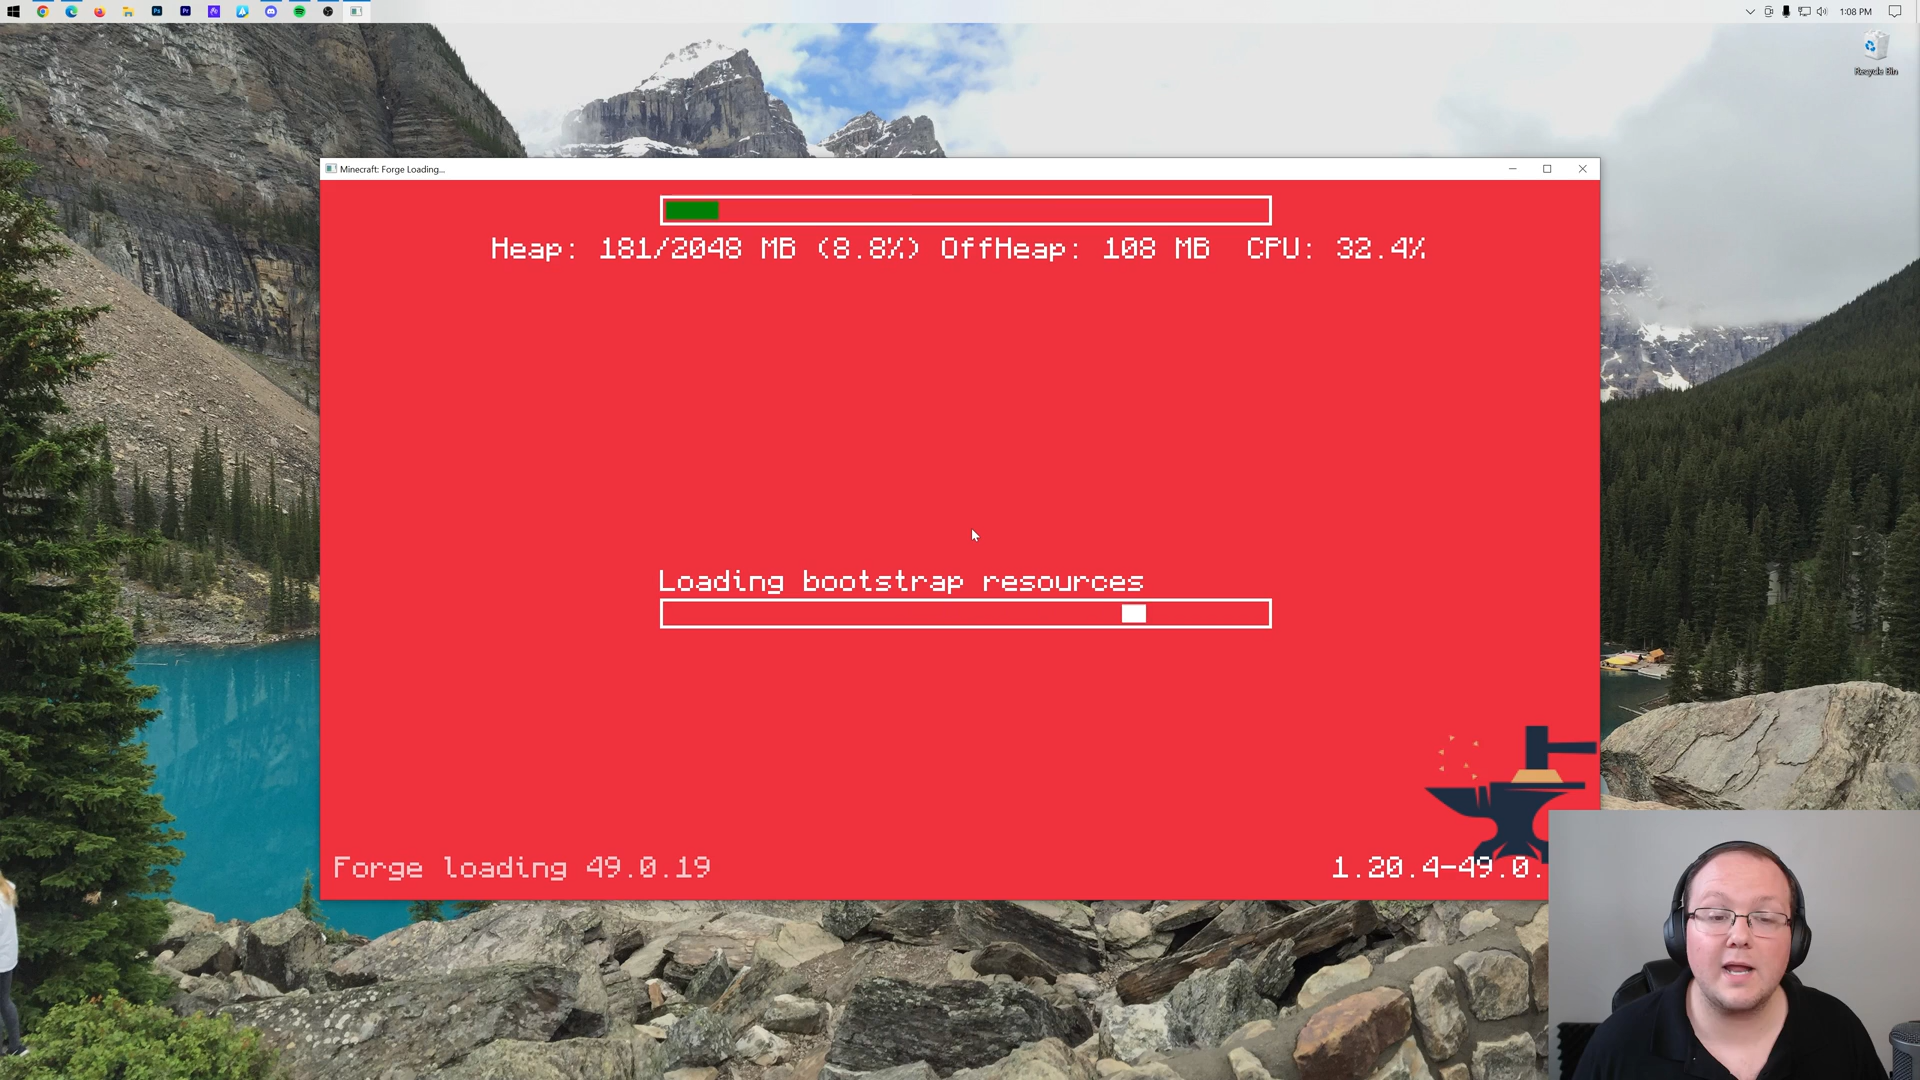 1:08 PM
Recycle Bin
Minecraft: Forge Loading...
Heap: 181/2048 MB (8.8%) OffHeap: 108 MB CPU: 32.4%
Loading bootstrap resources
Forge loading 49.0.19
1.20.4-49.0.